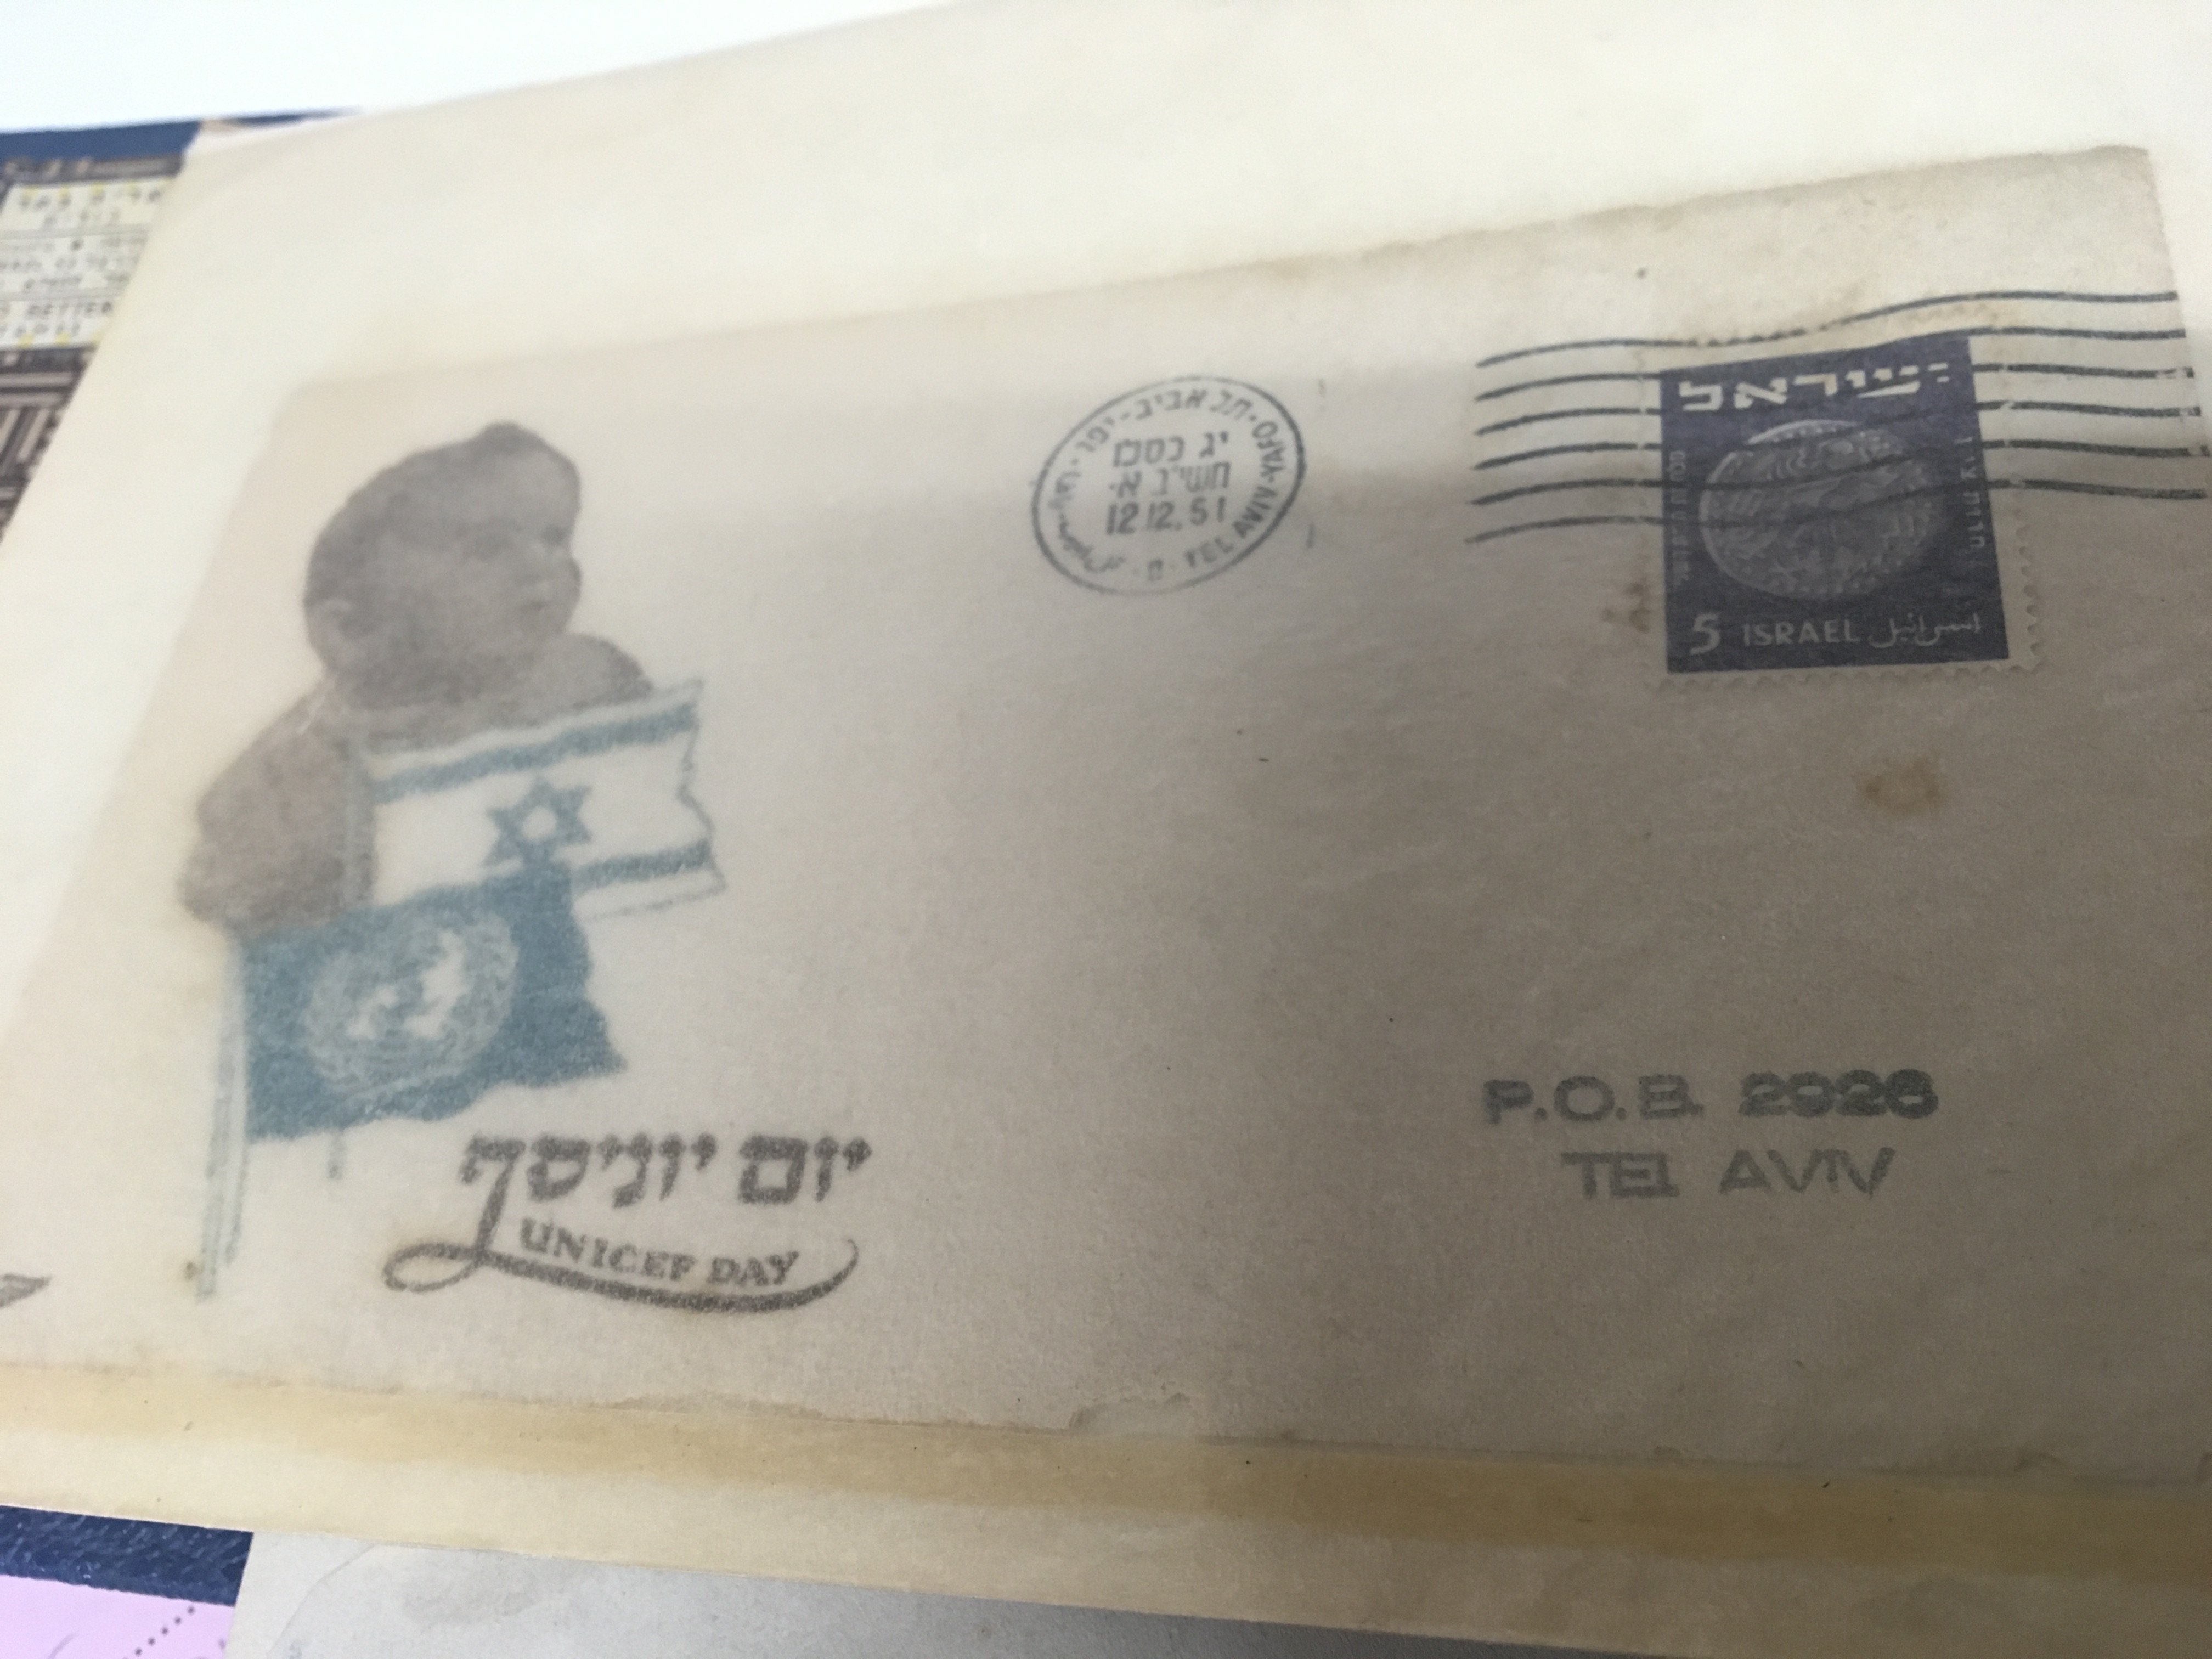 BETTER
תל אביב-יפו
יג כסלו
תשי"ב א-
12.12.51
TEL AVIV-YAFO
ישראל
5 ISRAEL اسرائيل
P.O.B. 2926
TEL AVIV
יום יוניסף
UNICEF DAY